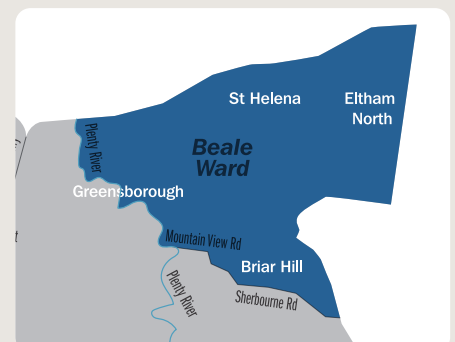 St Helena
Eltham
North
Plenty River
Beale
Ward
Greensborough
Mountain View Rd
Briar Hill
Plenty River
Sherbourne Rd